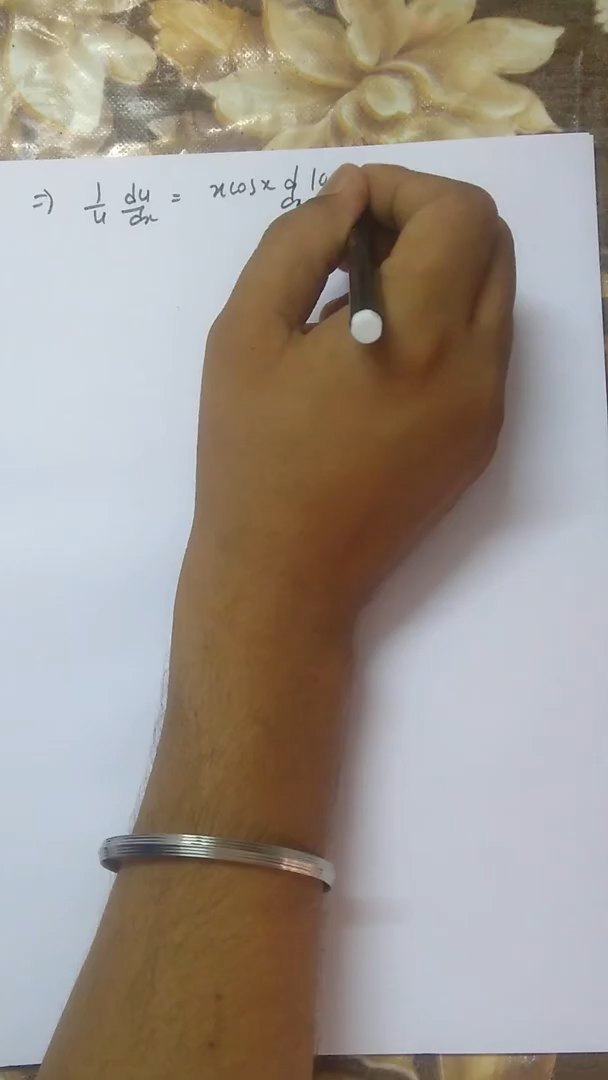 ⇒ 1/u du/dx = x cos x d/dx lo